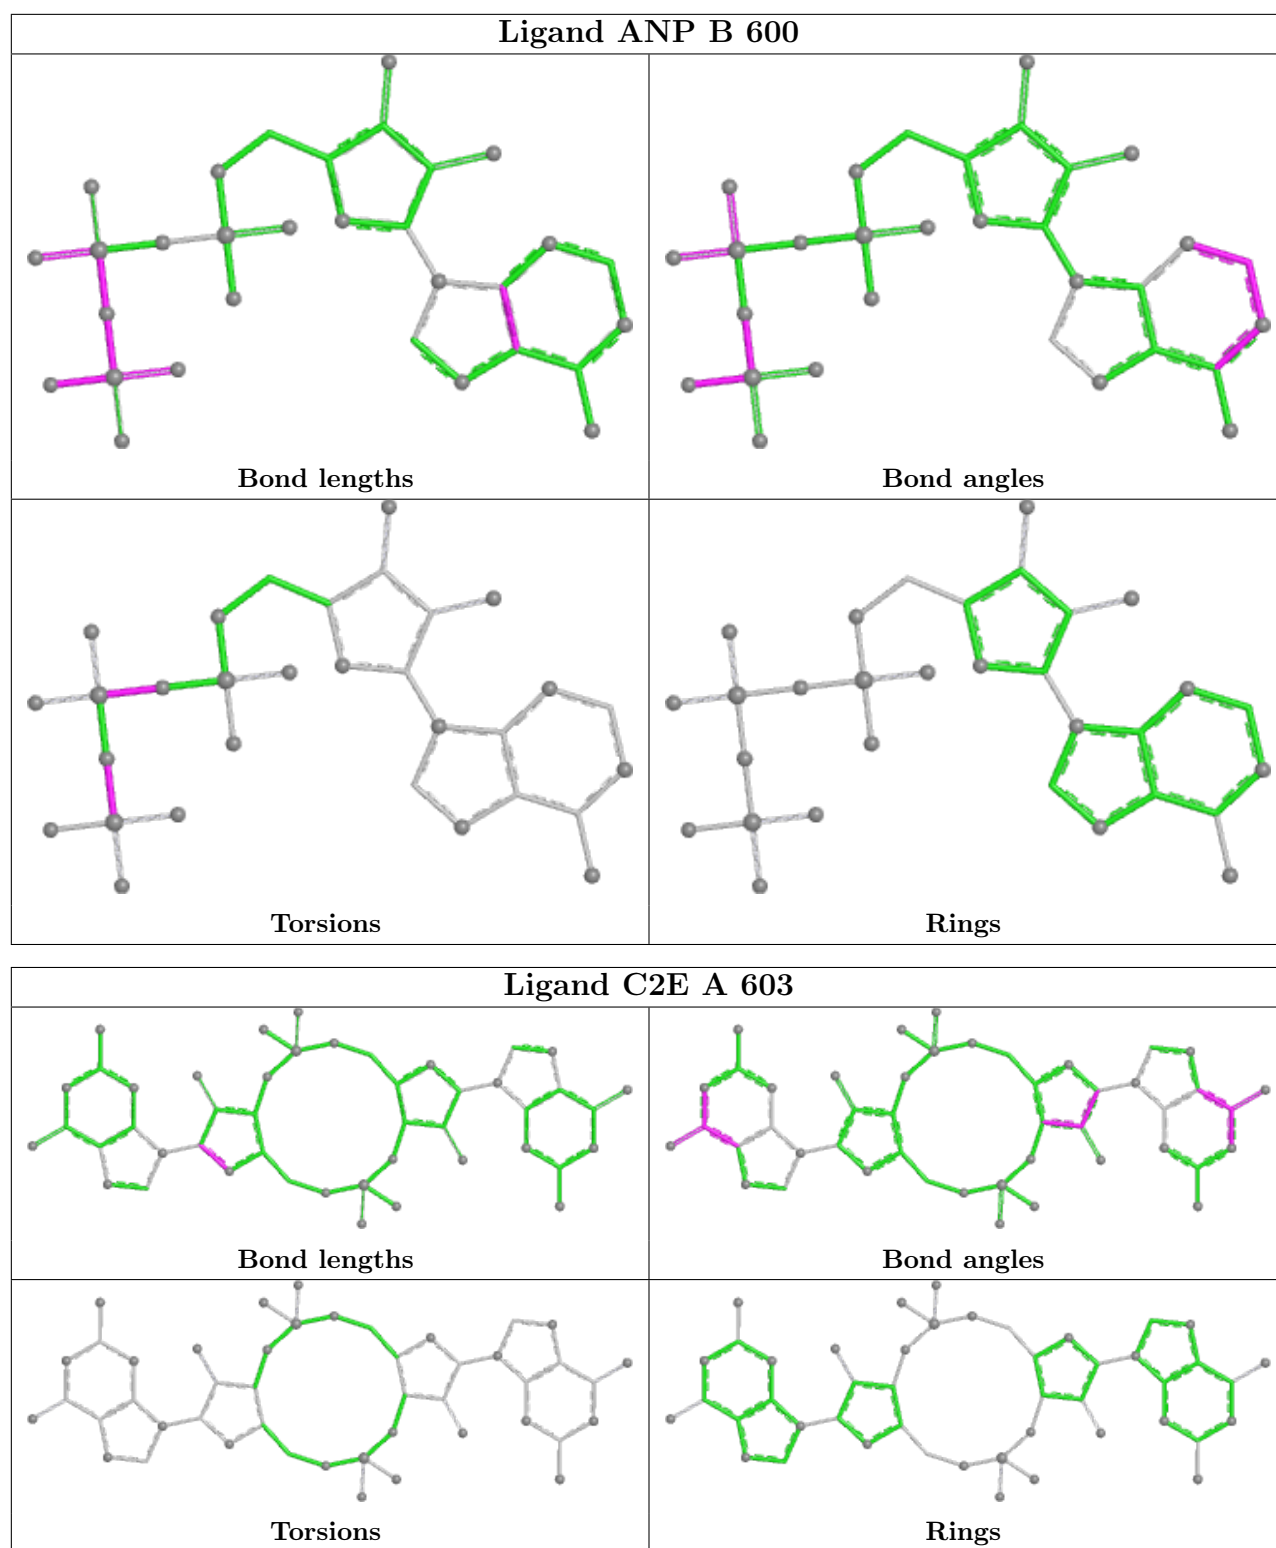 Ligand ANP B 600
Bond lengths
Bond angles
Torsions
Rings
Ligand C2E A 603
Bond lengths
Bond angles
Torsions
Rings